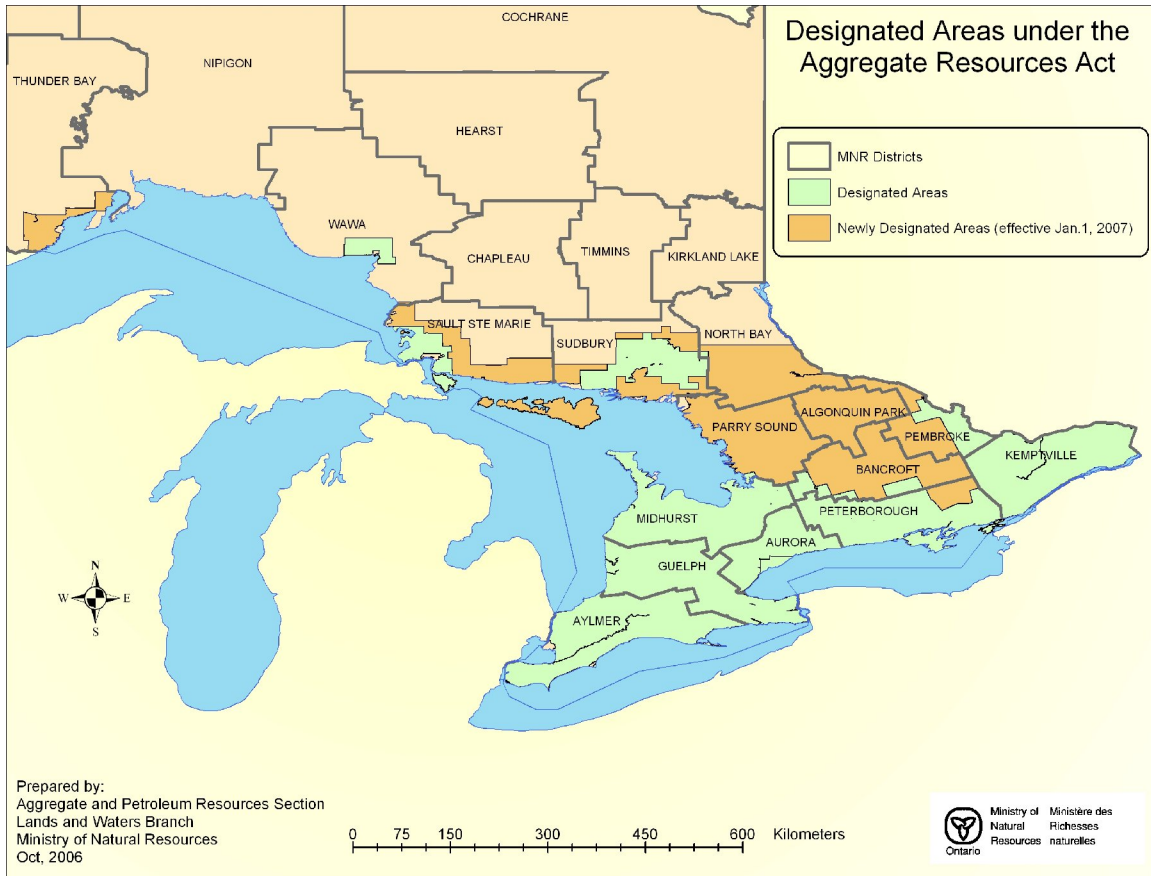 COCHRANE
Designated Areas under the
Aggregate Resources Act
THUNDER BAY
NIPIGON
HEARST
MNR Districts
Designated Areas
Newly Designated Areas (effective Jan.1, 2007)
WAWA
CHAPLEAU
TIMMINS
KIRKLAND LAKE
SAULT STE MARIE
SUDBURY
NORTH BAY
PARRY SOUND
ALGONQUIN PARK
PEMBROKE
KEMPTVILLE
BANCROFT
PETERBOROUGH
MIDHURST
AURORA
GUELPH
AYLMER
N
W
E
S
Prepared by:
Aggregate and Petroleum Resources Section
Lands and Waters Branch
Ministry of Natural Resources
Oct, 2006
0 75 150 300 450 600 Kilometers
Ontario
Ministry of
Natural
Resources
Ministère des
Richesses
naturelles